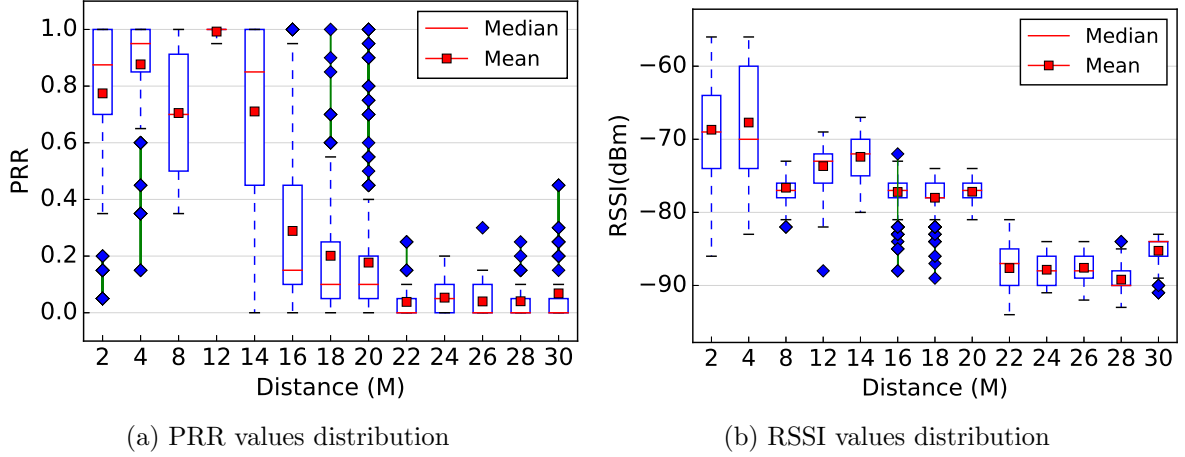 Median
Mean
1.0
0.8
0.6
0.4
0.2
0.0
PRR
2 4 8 12 14 16 18 20 22 24 26 28 30
Distance (M)
(a) PRR values distribution
Median
Mean
−60
−70
−80
−90
RSSI(dBm)
2 4 8 12 14 16 18 20 22 24 26 28 30
Distance (M)
(b) RSSI values distribution